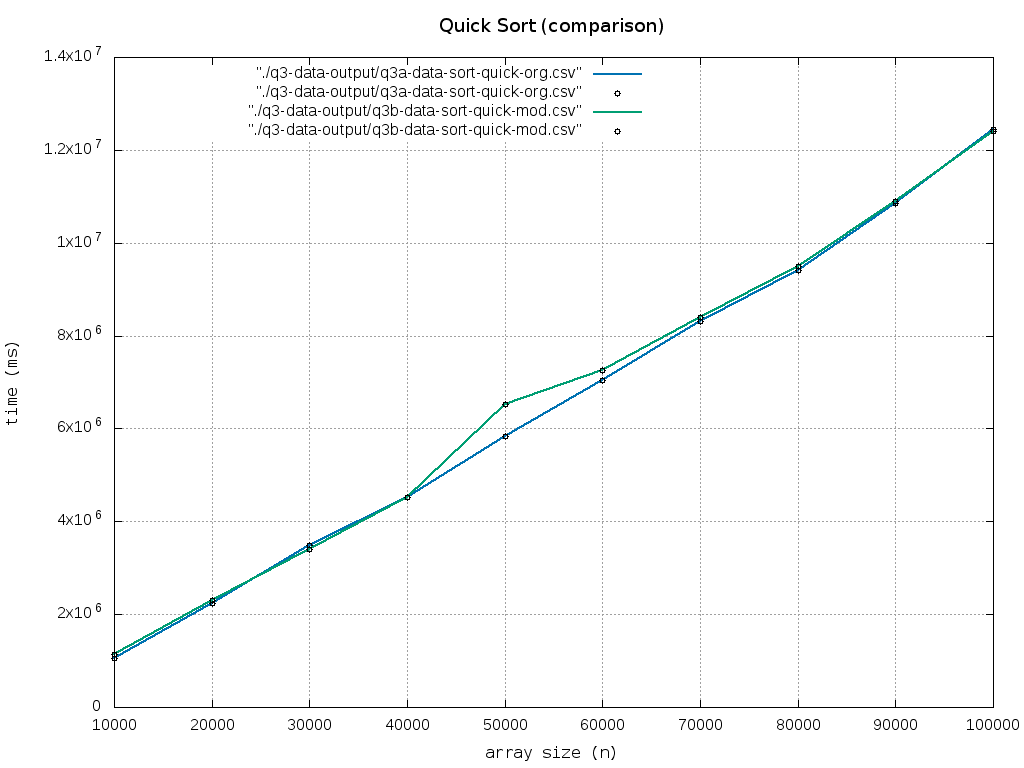 Quick Sort (comparison)
1.4x10^7
"./q3-data-output/q3a-data-sort-quick-org.csv"
"./q3-data-output/q3a-data-sort-quick-org.csv"
"./q3-data-output/q3b-data-sort-quick-mod.csv"
"./q3-data-output/q3b-data-sort-quick-mod.csv"
1.2x10^7
1x10^7
8x10^6
6x10^6
4x10^6
2x10^6
0
time (ms)
10000 20000 30000 40000 50000 60000 70000 80000 90000 100000
array size (n)